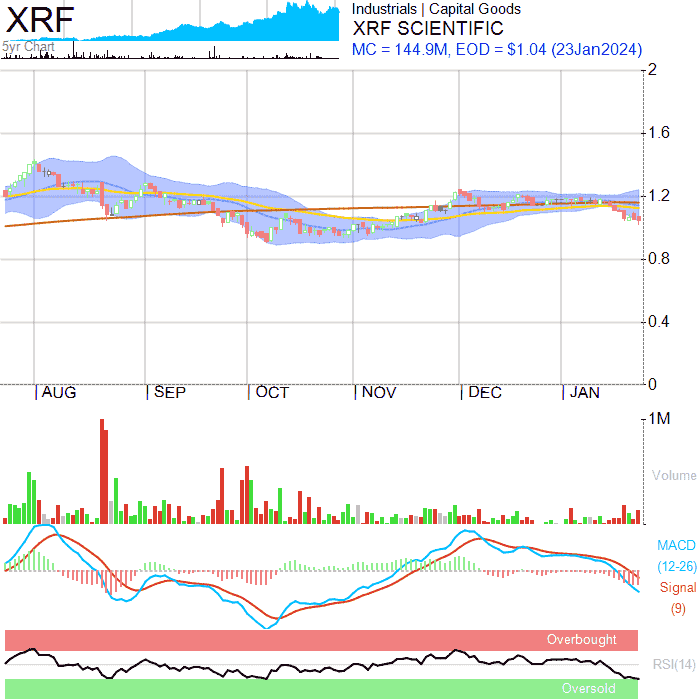 XRF
5yr Chart
Industrials | Capital Goods
XRF SCIENTIFIC
MC = 144.9M, EOD = $1.04 (23Jan2024)
2
1.6
1.2
0.8
0.4
0
AUG SEP OCT NOV DEC JAN
1M
Volume
MACD
(12-26)
Signal
(9)
Overbought
RSI(14)
Oversold